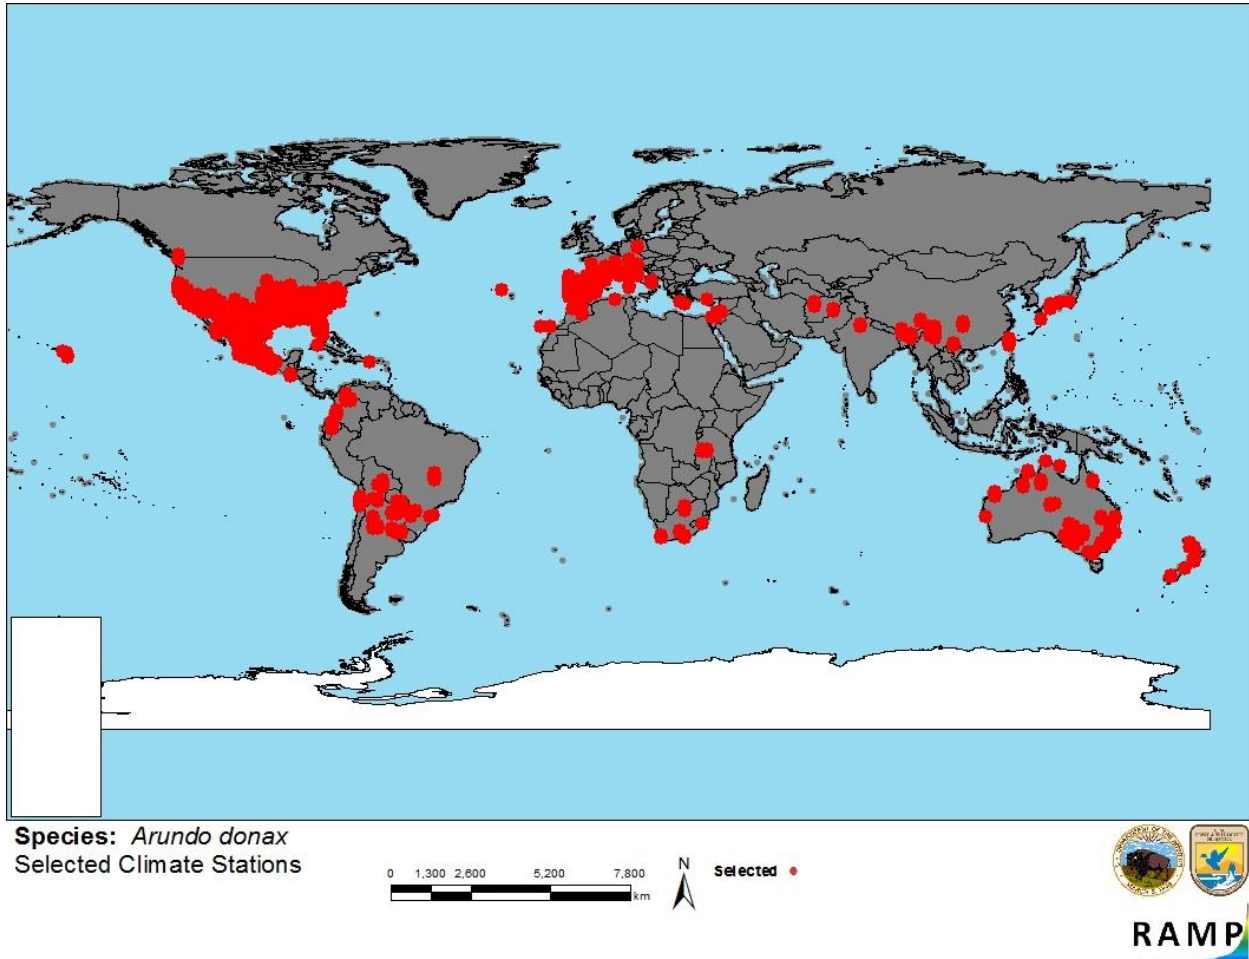 Species: Arundo donax
Selected Climate Stations
0 1,300 2,600 5,200 7,800
km
N
Selected
RAMP